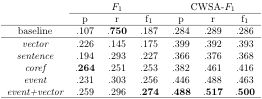 F1 CWSA-F1
p r f1 p r f1
baseline .107 .750 .187 .284 .289 .286
vector .226 .145 .175 .399 .392 .393
sentence .194 .293 .227 .366 .376 .368
coref .264 .251 .253 .382 .461 .416
event .231 .303 .256 .446 .488 .463
event+vector .259 .296 .274 .488 .517 .500